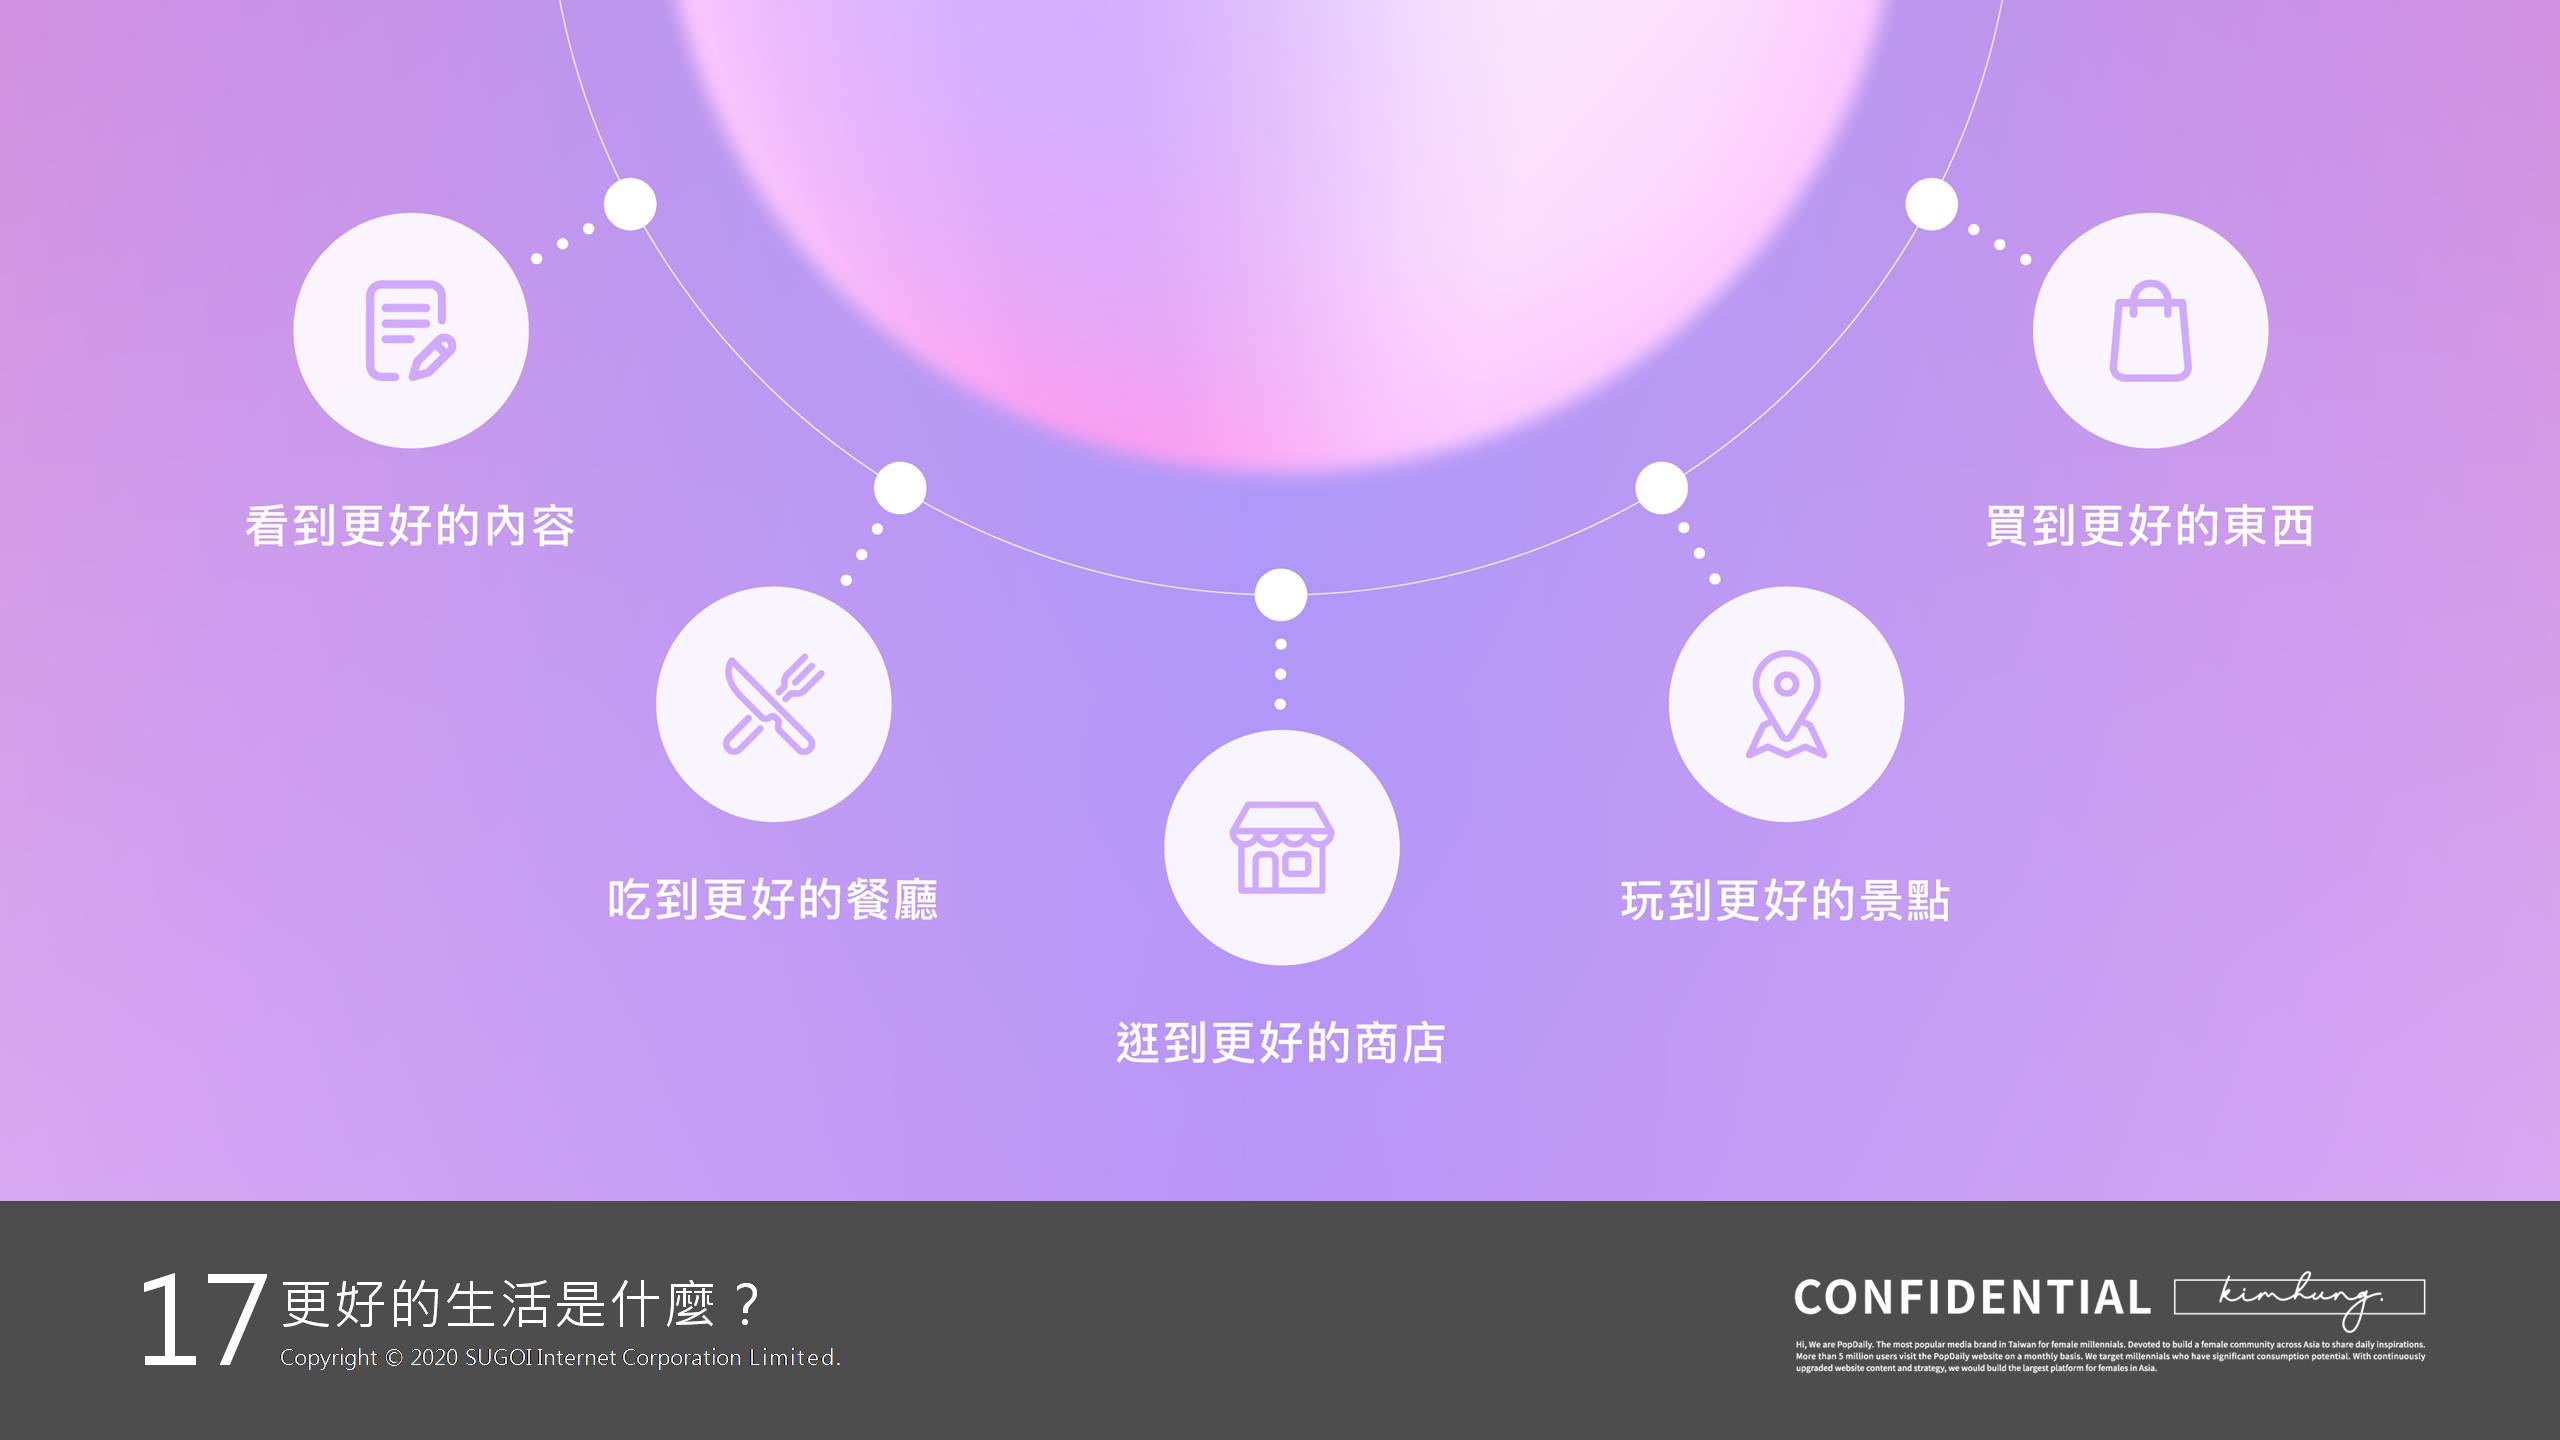 看到更好的內容
買到更好的東西
吃到更好的餐廳
玩到更好的景點
逛到更好的商店
17
更好的生活是什麼？
Copyright © 2020 SUGOI Internet Corporation Limited.
CONFIDENTIAL
kimhung.
Hi, We are PopDaily. The most popular media brand in Taiwan for female millennials. Devoted to build a female community across Asia to share daily inspirations.
More than 5 million users visit the PopDaily website on a monthly basis. We target millennials who have significant consumption potential. With continuously
upgraded website content and strategy, we would build the largest platform for females in Asia.